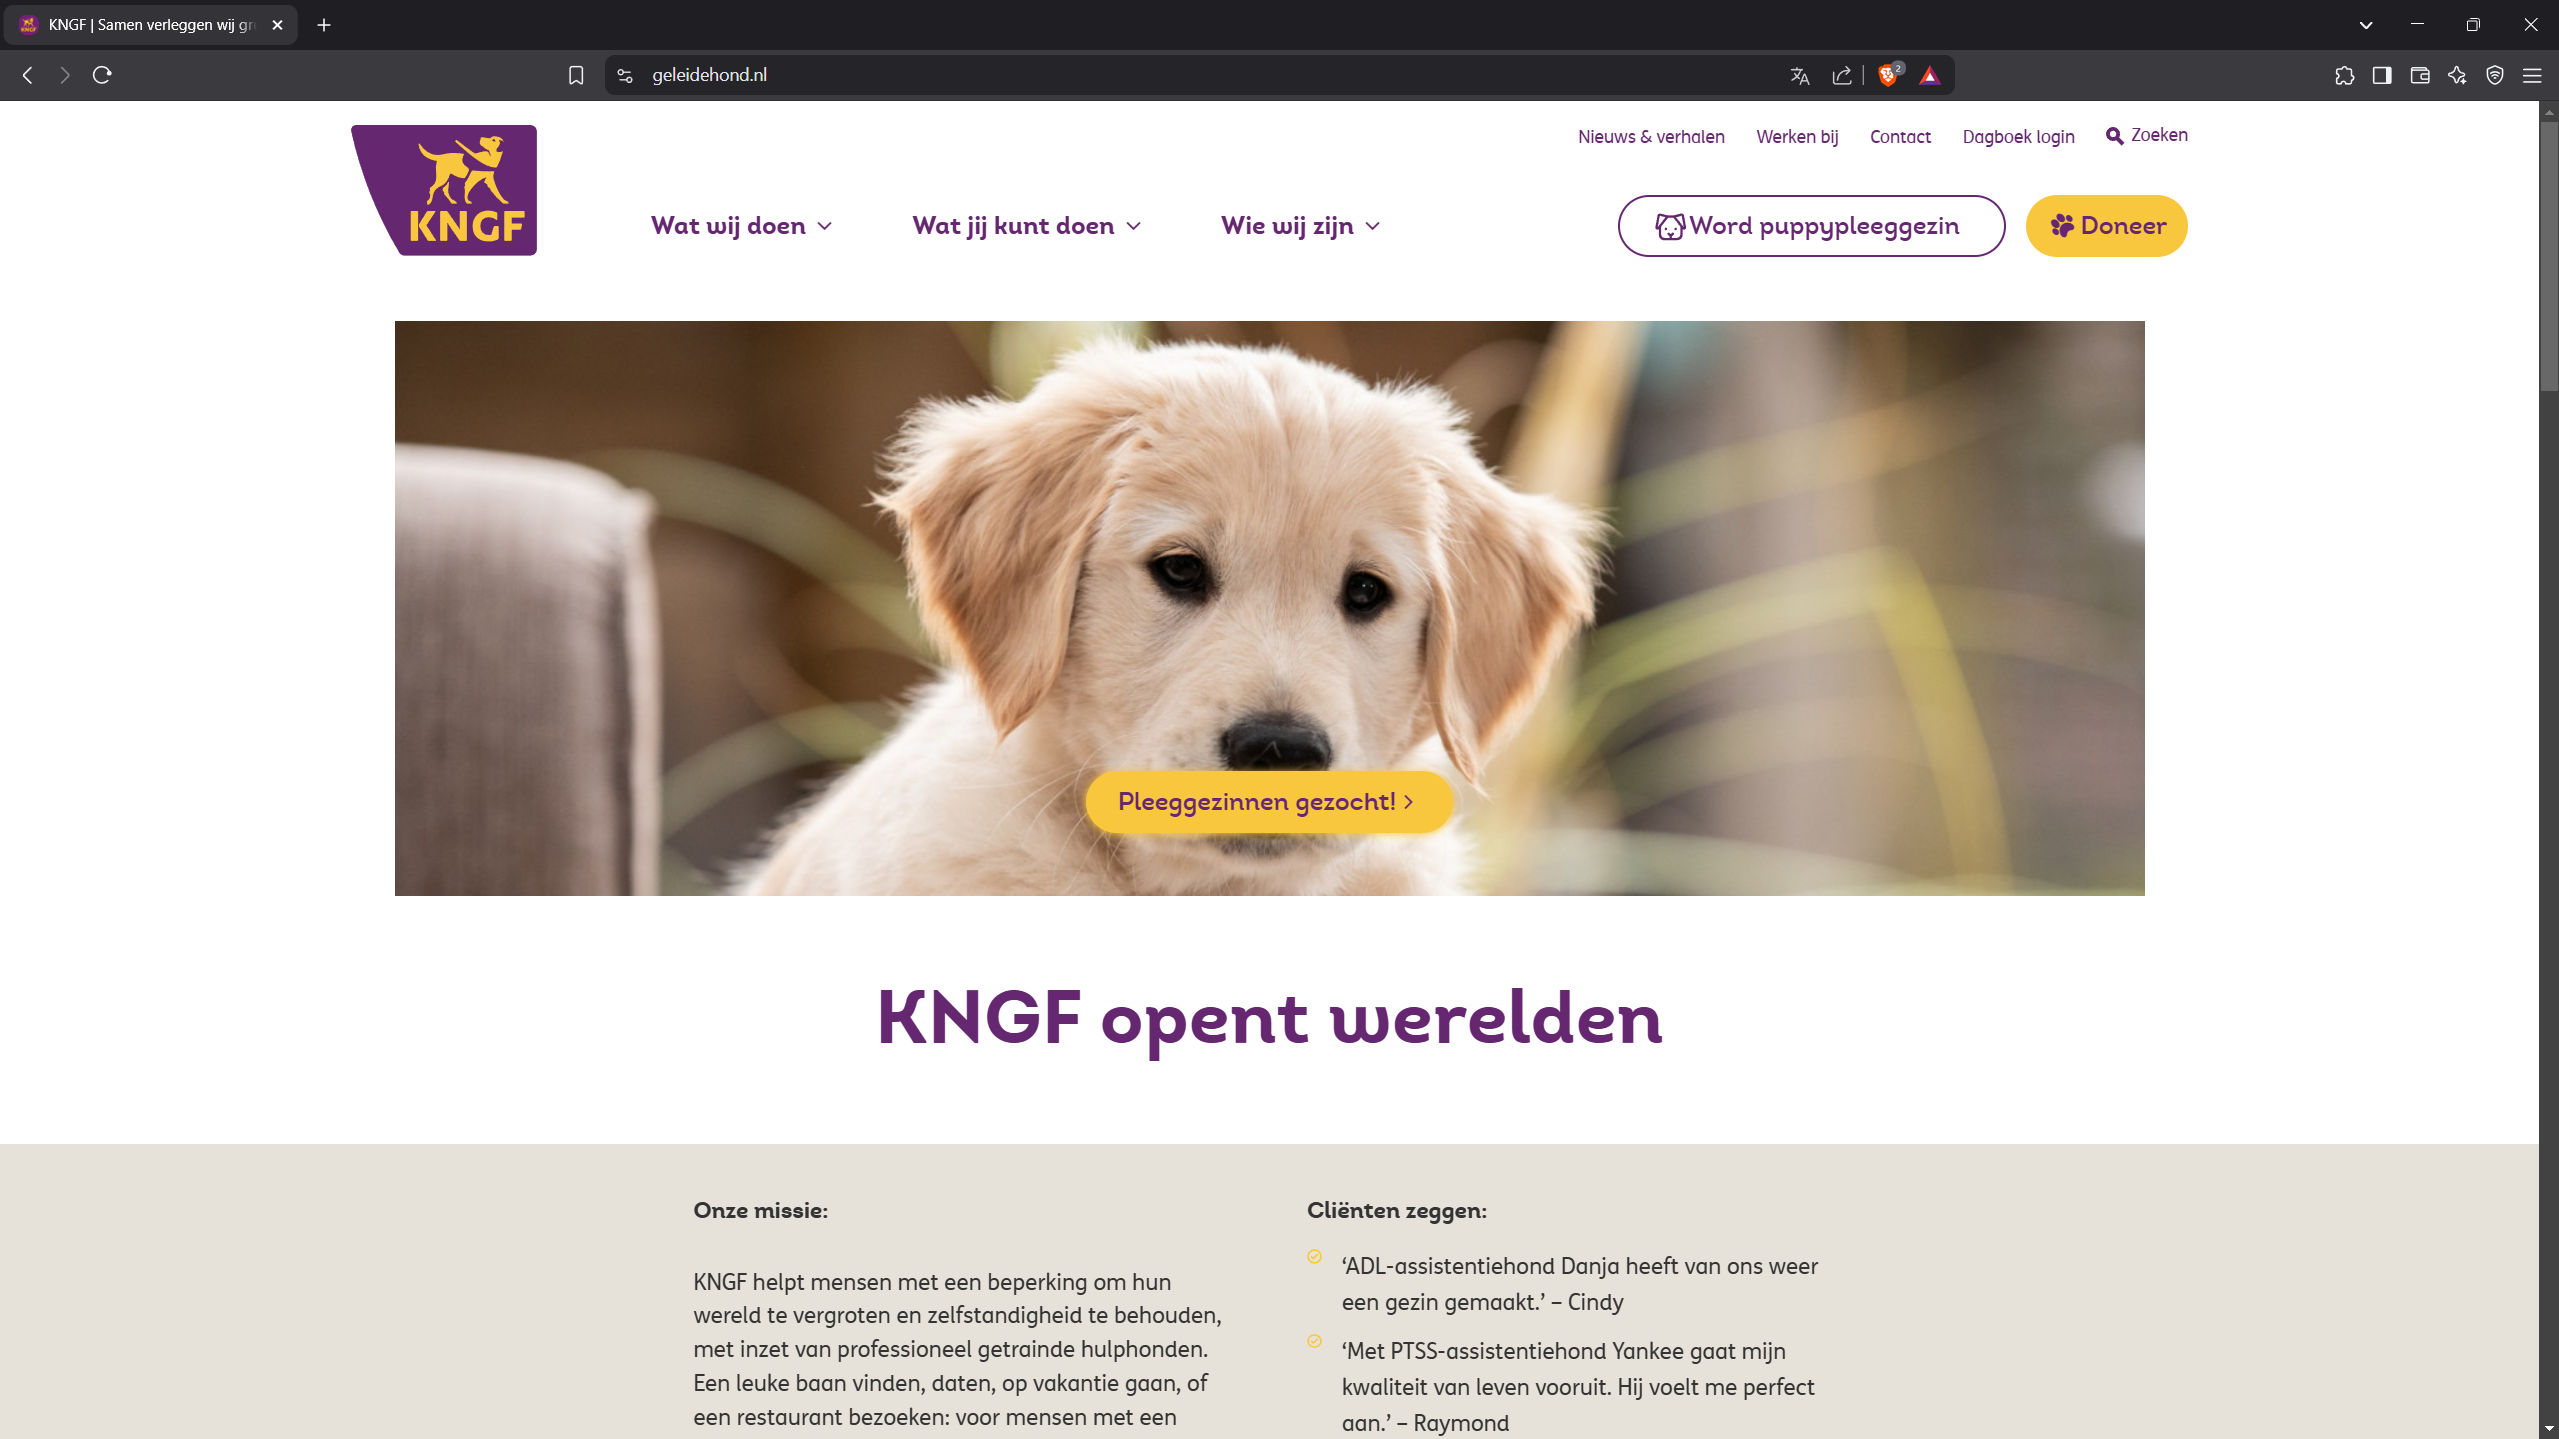 KNGF | Samen verleggen wij gr
geleidehond.nl
2
Nieuws & verhalen
Werken bij
Contact
Dagboek login
Zoeken
KNGF
Wat wij doen
Wat jij kunt doen
Wie wij zijn
Word puppypleeggezin
Doneer
Pleeggezinnen gezocht!
KNGF opent werelden
Onze missie:
KNGF helpt mensen met een beperking om hun
wereld te vergroten en zelfstandigheid te behouden,
met inzet van professioneel getrainde hulphonden.
Een leuke baan vinden, daten, op vakantie gaan, of
een restaurant bezoeken: voor mensen met een
Cliënten zeggen:
‘ADL-assistentiehond Danja heeft van ons weer
een gezin gemaakt.’ – Cindy
‘Met PTSS-assistentiehond Yankee gaat mijn
kwaliteit van leven vooruit. Hij voelt me perfect
aan.’ – Raymond